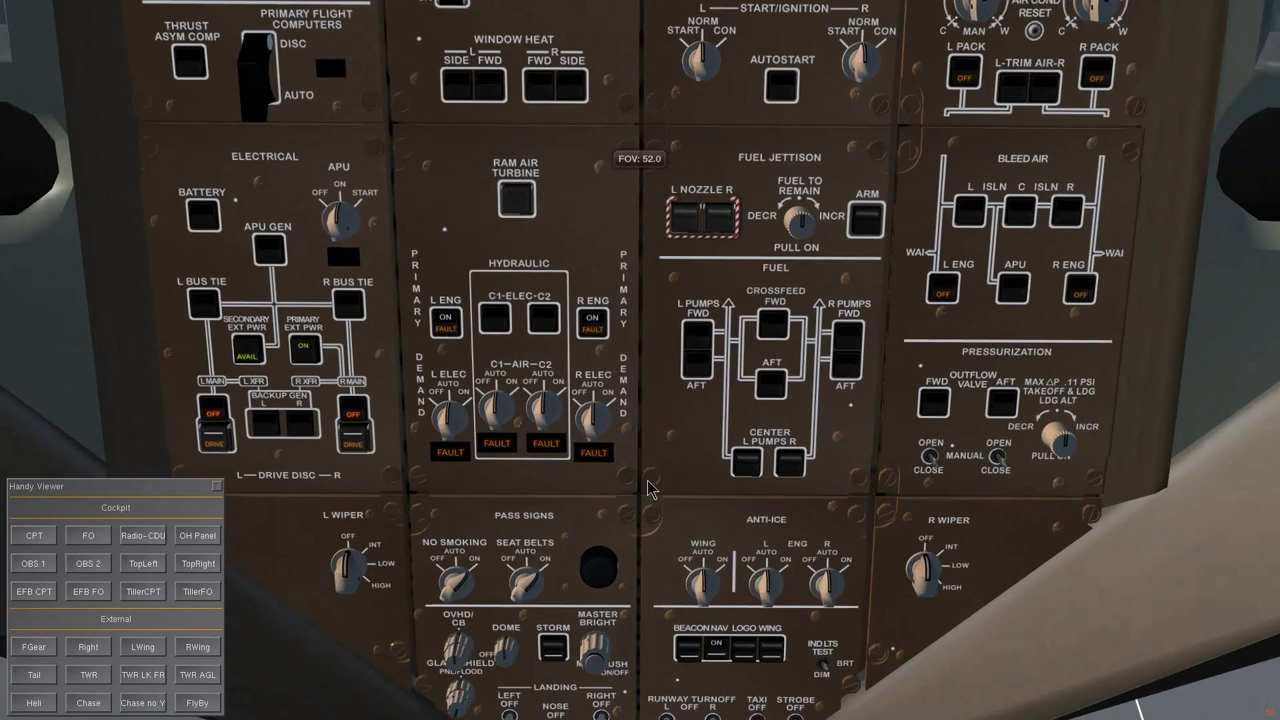 THRUST
ASYM COMP
PRIMARY FLIGHT
COMPUTERS
DISC
AUTO
WINDOW HEAT
L
R
SIDE FWD
FWD SIDE
L START/IGNITION R
NORM
START CON
NORM
START CON
AUTOSTART
C MAN W
AIR COND
RESET
C W
L PACK
OFF
L-TRIM AIR-R
R PACK
OFF
ELECTRICAL
APU
OFF ON START
BATTERY
APU GEN
L BUS TIE
R BUS TIE
SECONDARY
EXT PWR
AVAIL
PRIMARY
EXT PWR
ON
L MAIN L XFR R XFR R MAIN
OFF
DRIVE
BACKUP GEN
L R
OFF
DRIVE
L DRIVE DISC R
RAM AIR
TURBINE
PRIMARY
PRIMARY
HYDRAULIC
L ENG
ON
FAULT
C1-ELEC-C2
R ENG
ON
FAULT
DEMAND
DEMAND
L ELEC
AUTO
OFF ON
FAULT
C1-AIR-C2
AUTO
OFF ON
FAULT
AUTO
OFF ON
FAULT
R ELEC
AUTO
OFF ON
FAULT
FOV: 52.0
FUEL JETTISON
L NOZZLE R
FUEL TO
REMAIN
DECR INCR
PULL ON
ARM
FUEL
CROSSFEED
FWD
L PUMPS
FWD
AFT
R PUMPS
FWD
AFT
AFT
CENTER
L PUMPS R
BLEED AIR
L ISLN C ISLN R
WAI
WAI
L ENG
OFF
APU
R ENG
OFF
PRESSURIZATION
OUTFLOW
VALVE
FWD
AFT
MAX ΔP .11 PSI
TAKEOFF & LDG
LDG ALT
DECR INCR
PULL ON
OPEN
CLOSE
MANUAL
OPEN
CLOSE
L WIPER
OFF
INT
LOW
HIGH
PASS SIGNS
NO SMOKING
AUTO
OFF ON
SEAT BELTS
AUTO
OFF ON
ANTI-ICE
WING
AUTO
OFF ON
L ENG R
AUTO
OFF ON
AUTO
OFF ON
R WIPER
OFF
INT
LOW
HIGH
OVHD/
CB
DOME
OFF
STORM
MASTER
BRIGHT
ON/OFF
BEACON NAV LOGO WING
ON
IND LTS
TEST
BRT
DIM
LANDING
LEFT
OFF
NOSE
OFF
RIGHT
OFF
RUNWAY TURNOFF
L OFF R
TAXI
OFF
STROBE
OFF
Handy Viewer
Cockpit
CPT FO Radio-CDU OH Panel
OBS 1 OBS 2 TopLeft TopRight
EFB CPT EFB FO TillerCPT TillerFO
External
FGear Right LWing RWing
Tail TWR TWR LK FR TWR AGL
Heli Chase Chase no Y FlyBy